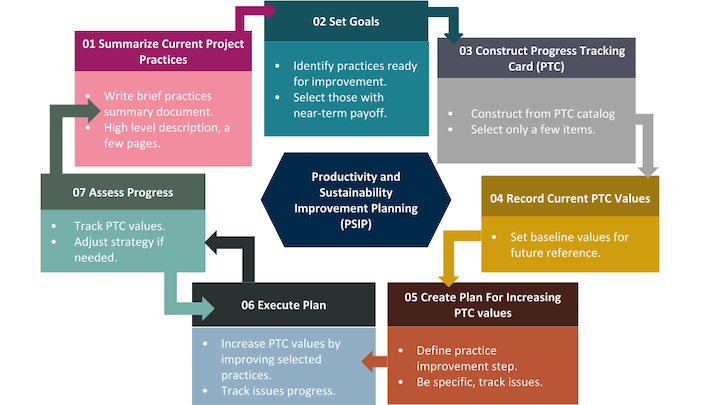 01 Summarize Current Project
Practices
• Write brief practices
summary document.
• High level description, a
few pages.
02 Set Goals
• Identify practices ready
for improvement.
• Select those with
near-term payoff.
03 Construct Progress Tracking
Card (PTC)
• Construct from PTC catalog
• Select only a few items.
04 Record Current PTC Values
• Set baseline values for
future reference.
05 Create Plan For Increasing
PTC values
• Define practice
improvement step.
• Be specific, track issues.
06 Execute Plan
• Increase PTC values by
improving selected
practices.
• Track issues progress.
07 Assess Progress
• Track PTC values.
• Adjust strategy if
needed.
Productivity and
Sustainability
Improvement Planning
(PSIP)